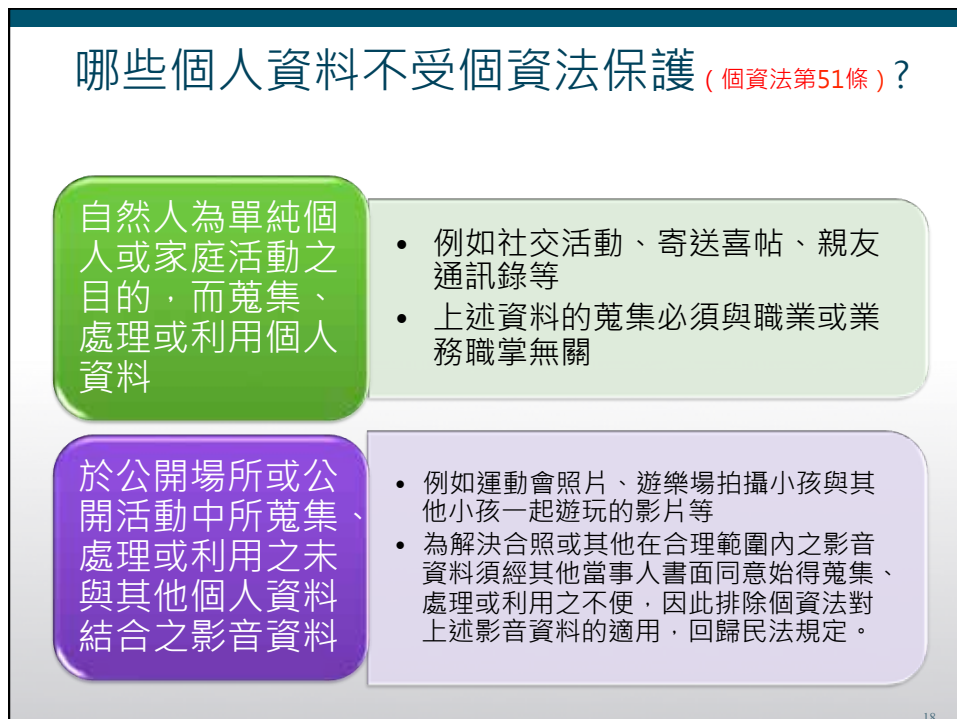 哪些個人資料不受個資法保護(個資法第51條)?
自然人為單純個
人或家庭活動之
目的，而蒐集、
處理或利用個人
資料
• 例如社交活動、寄送喜帖、親友
通訊錄等
• 上述資料的蒐集必須與職業或業
務職掌無關
於公開場所或公
開活動中所蒐集、
處理或利用之未
與其他個人資料
結合之影音資料
• 例如運動會照片、遊樂場拍攝小孩與其
他小孩一起遊玩的影片等
• 為解決合照或其他在合理範圍內之影音
資料須經其他當事人書面同意始得蒐集、
處理或利用之不便，因此排除個資法對
上述影音資料的適用，回歸民法規定。
18